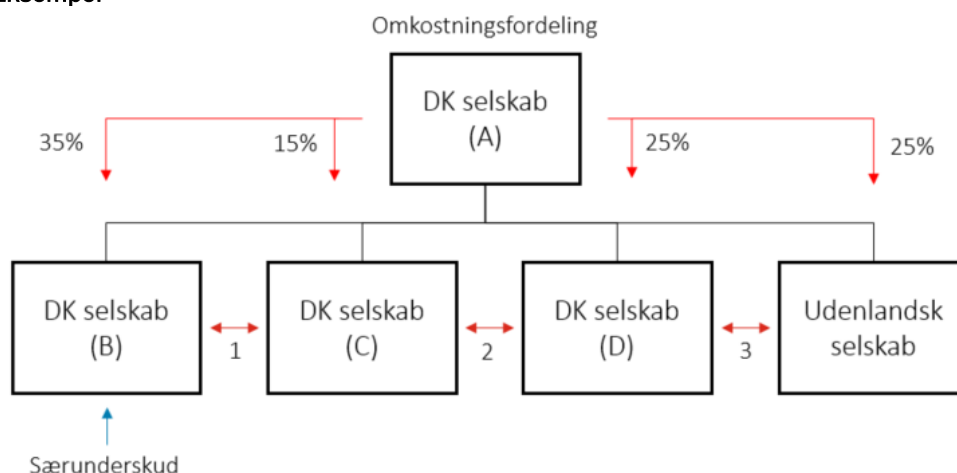 Eksempel
Omkostningsfordeling
DK selskab
(A)
35%
15%
25%
25%
DK selskab
(B)
1
DK selskab
(C)
2
DK selskab
(D)
3
Udenlandsk
selskab
Særunderskud